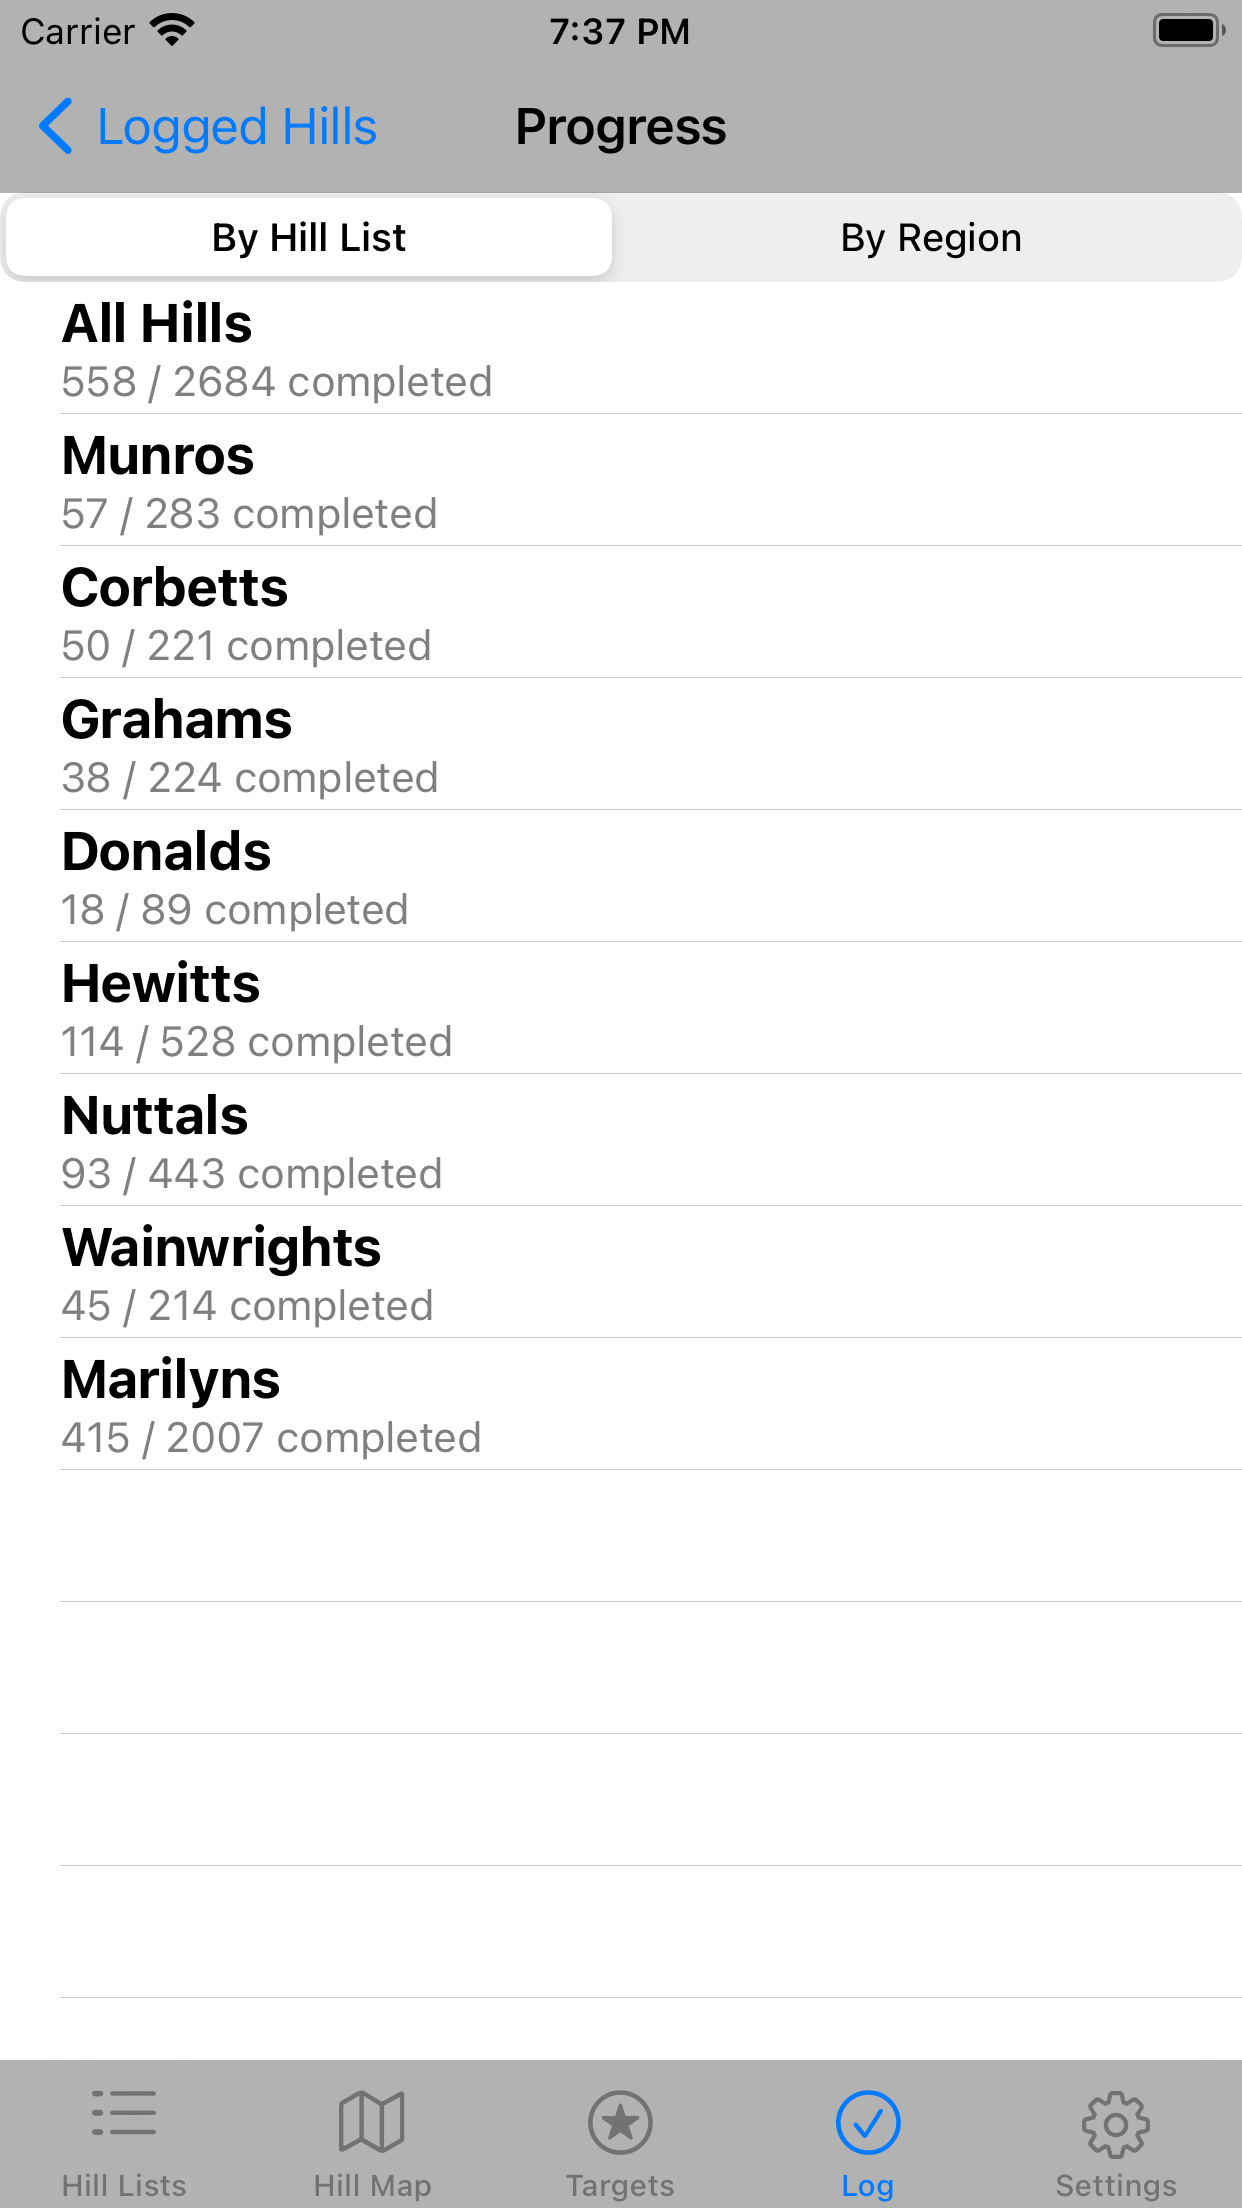 Carrier 7:37 PM
Logged Hills Progress
By Hill List By Region
All Hills
558 / 2684 completed
Munros
57 / 283 completed
Corbetts
50 / 221 completed
Grahams
38 / 224 completed
Donalds
18 / 89 completed
Hewitts
114 / 528 completed
Nuttals
93 / 443 completed
Wainwrights
45 / 214 completed
Marilyns
415 / 2007 completed
Hill Lists Hill Map Targets Log Settings